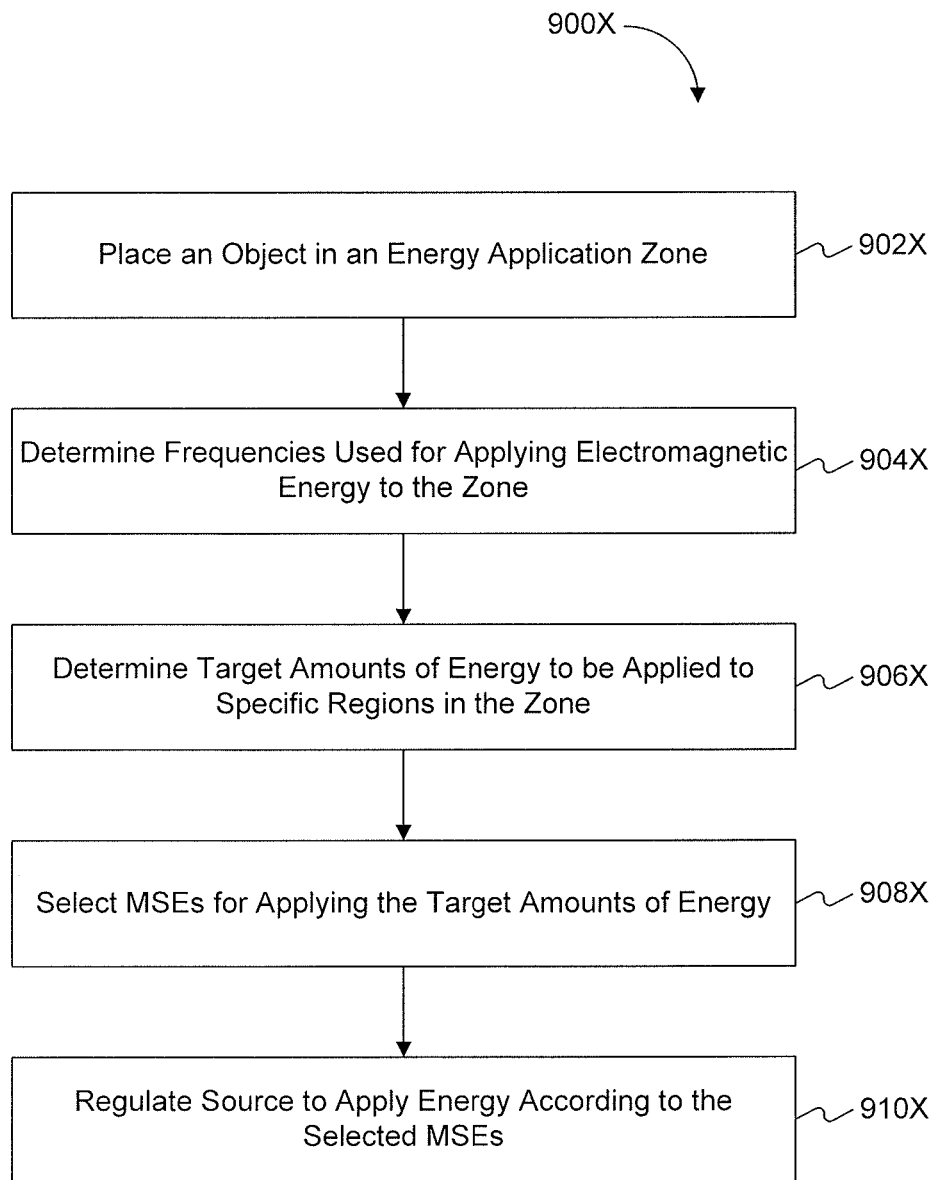 900X
Place an Object in an Energy Application Zone
902X
Determine Frequencies Used for Applying Electromagnetic
Energy to the Zone
904X
Determine Target Amounts of Energy to be Applied to
Specific Regions in the Zone
906X
Select MSEs for Applying the Target Amounts of Energy
908X
Regulate Source to Apply Energy According to the
Selected MSEs
910X